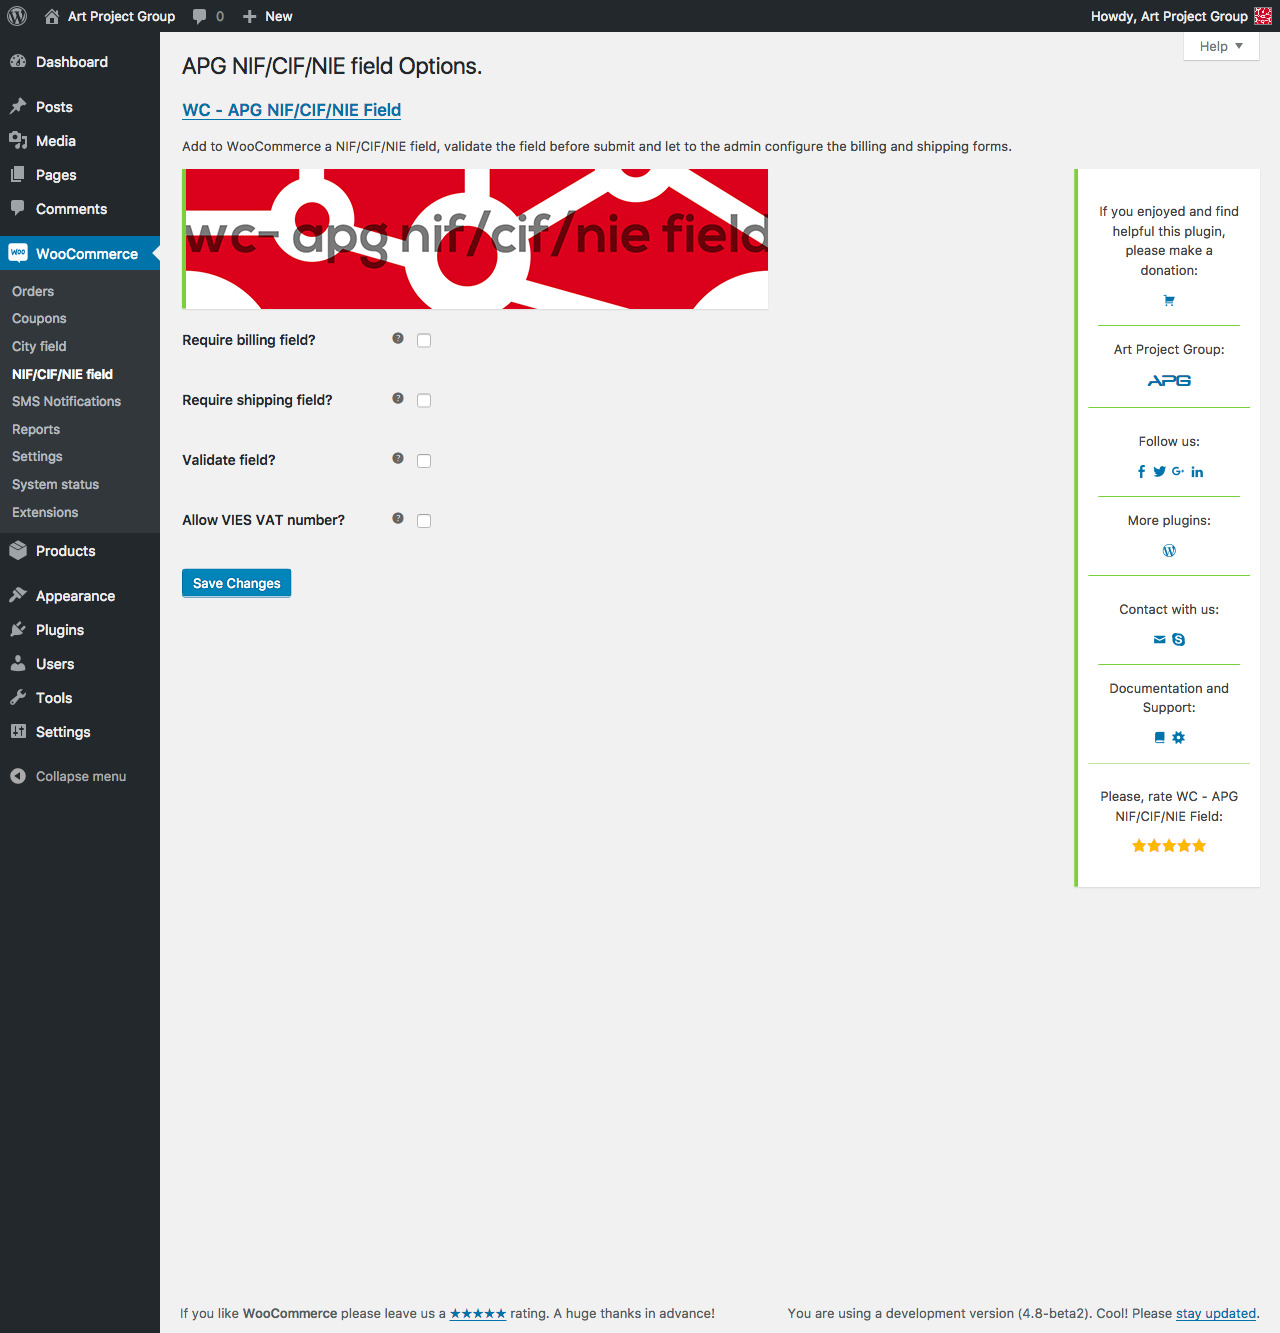 Art Project Group
0
New
Howdy, Art Project Group
Help
Dashboard
Posts
Media
Pages
Comments
WooCommerce
Orders
Coupons
City field
NIF/CIF/NIE field
SMS Notifications
Reports
Settings
System status
Extensions
Products
Appearance
Plugins
Users
Tools
Settings
Collapse menu
APG NIF/CIF/NIE field Options.
WC - APG NIF/CIF/NIE Field
Add to WooCommerce a NIF/CIF/NIE field, validate the field before submit and let to the admin configure the billing and shipping forms.
wc- apg nif/cif/nie field
Require billing field?
Require shipping field?
Validate field?
Allow VIES VAT number?
Save Changes
If you enjoyed and find
helpful this plugin,
please make a
donation:
Art Project Group:
APG
Follow us:
More plugins:
Contact with us:
Documentation and
Support:
Please, rate WC - APG
NIF/CIF/NIE Field:
If you like WooCommerce please leave us a ★★★★★ rating. A huge thanks in advance!
You are using a development version (4.8-beta2). Cool! Please stay updated.